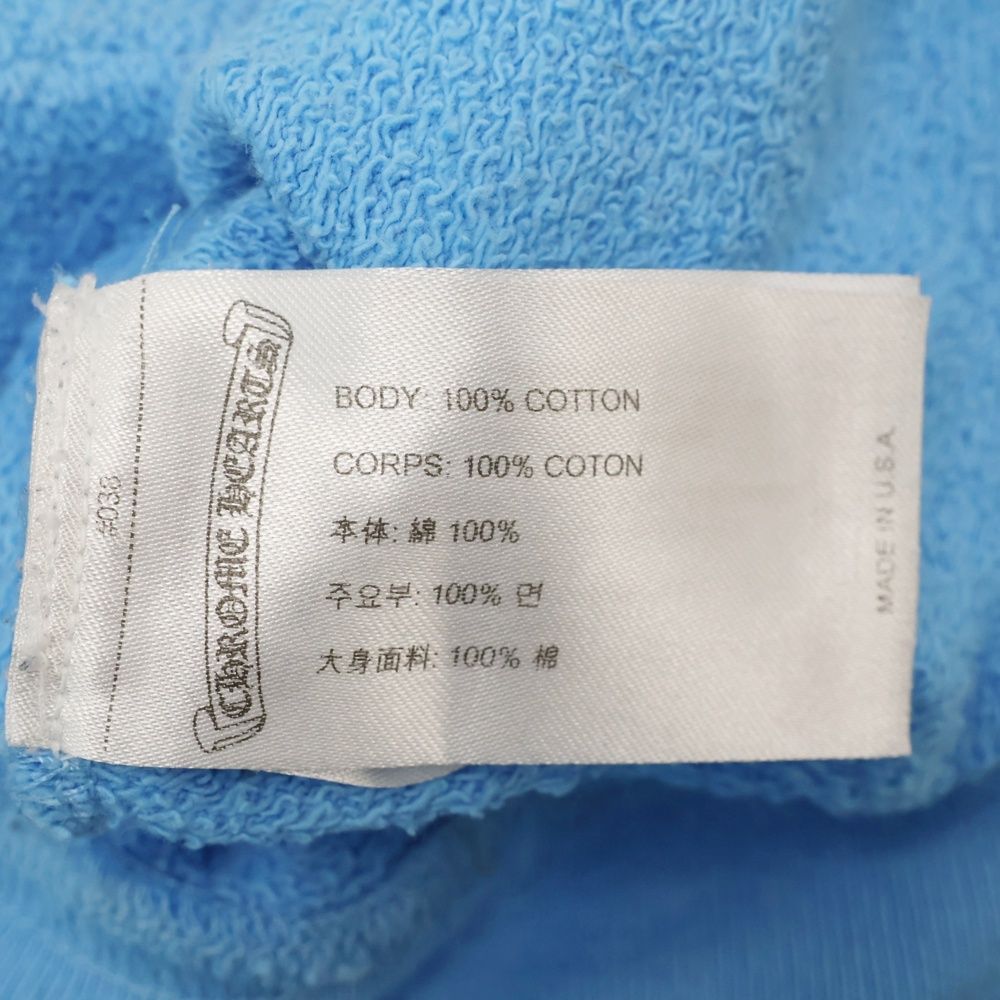 #038
CHROME HEARTS
BODY: 100% COTTON
CORPS: 100% COTON
本体: 綿 100%
주요부: 100% 면
大身面料: 100% 棉
MADE IN U.S.A.